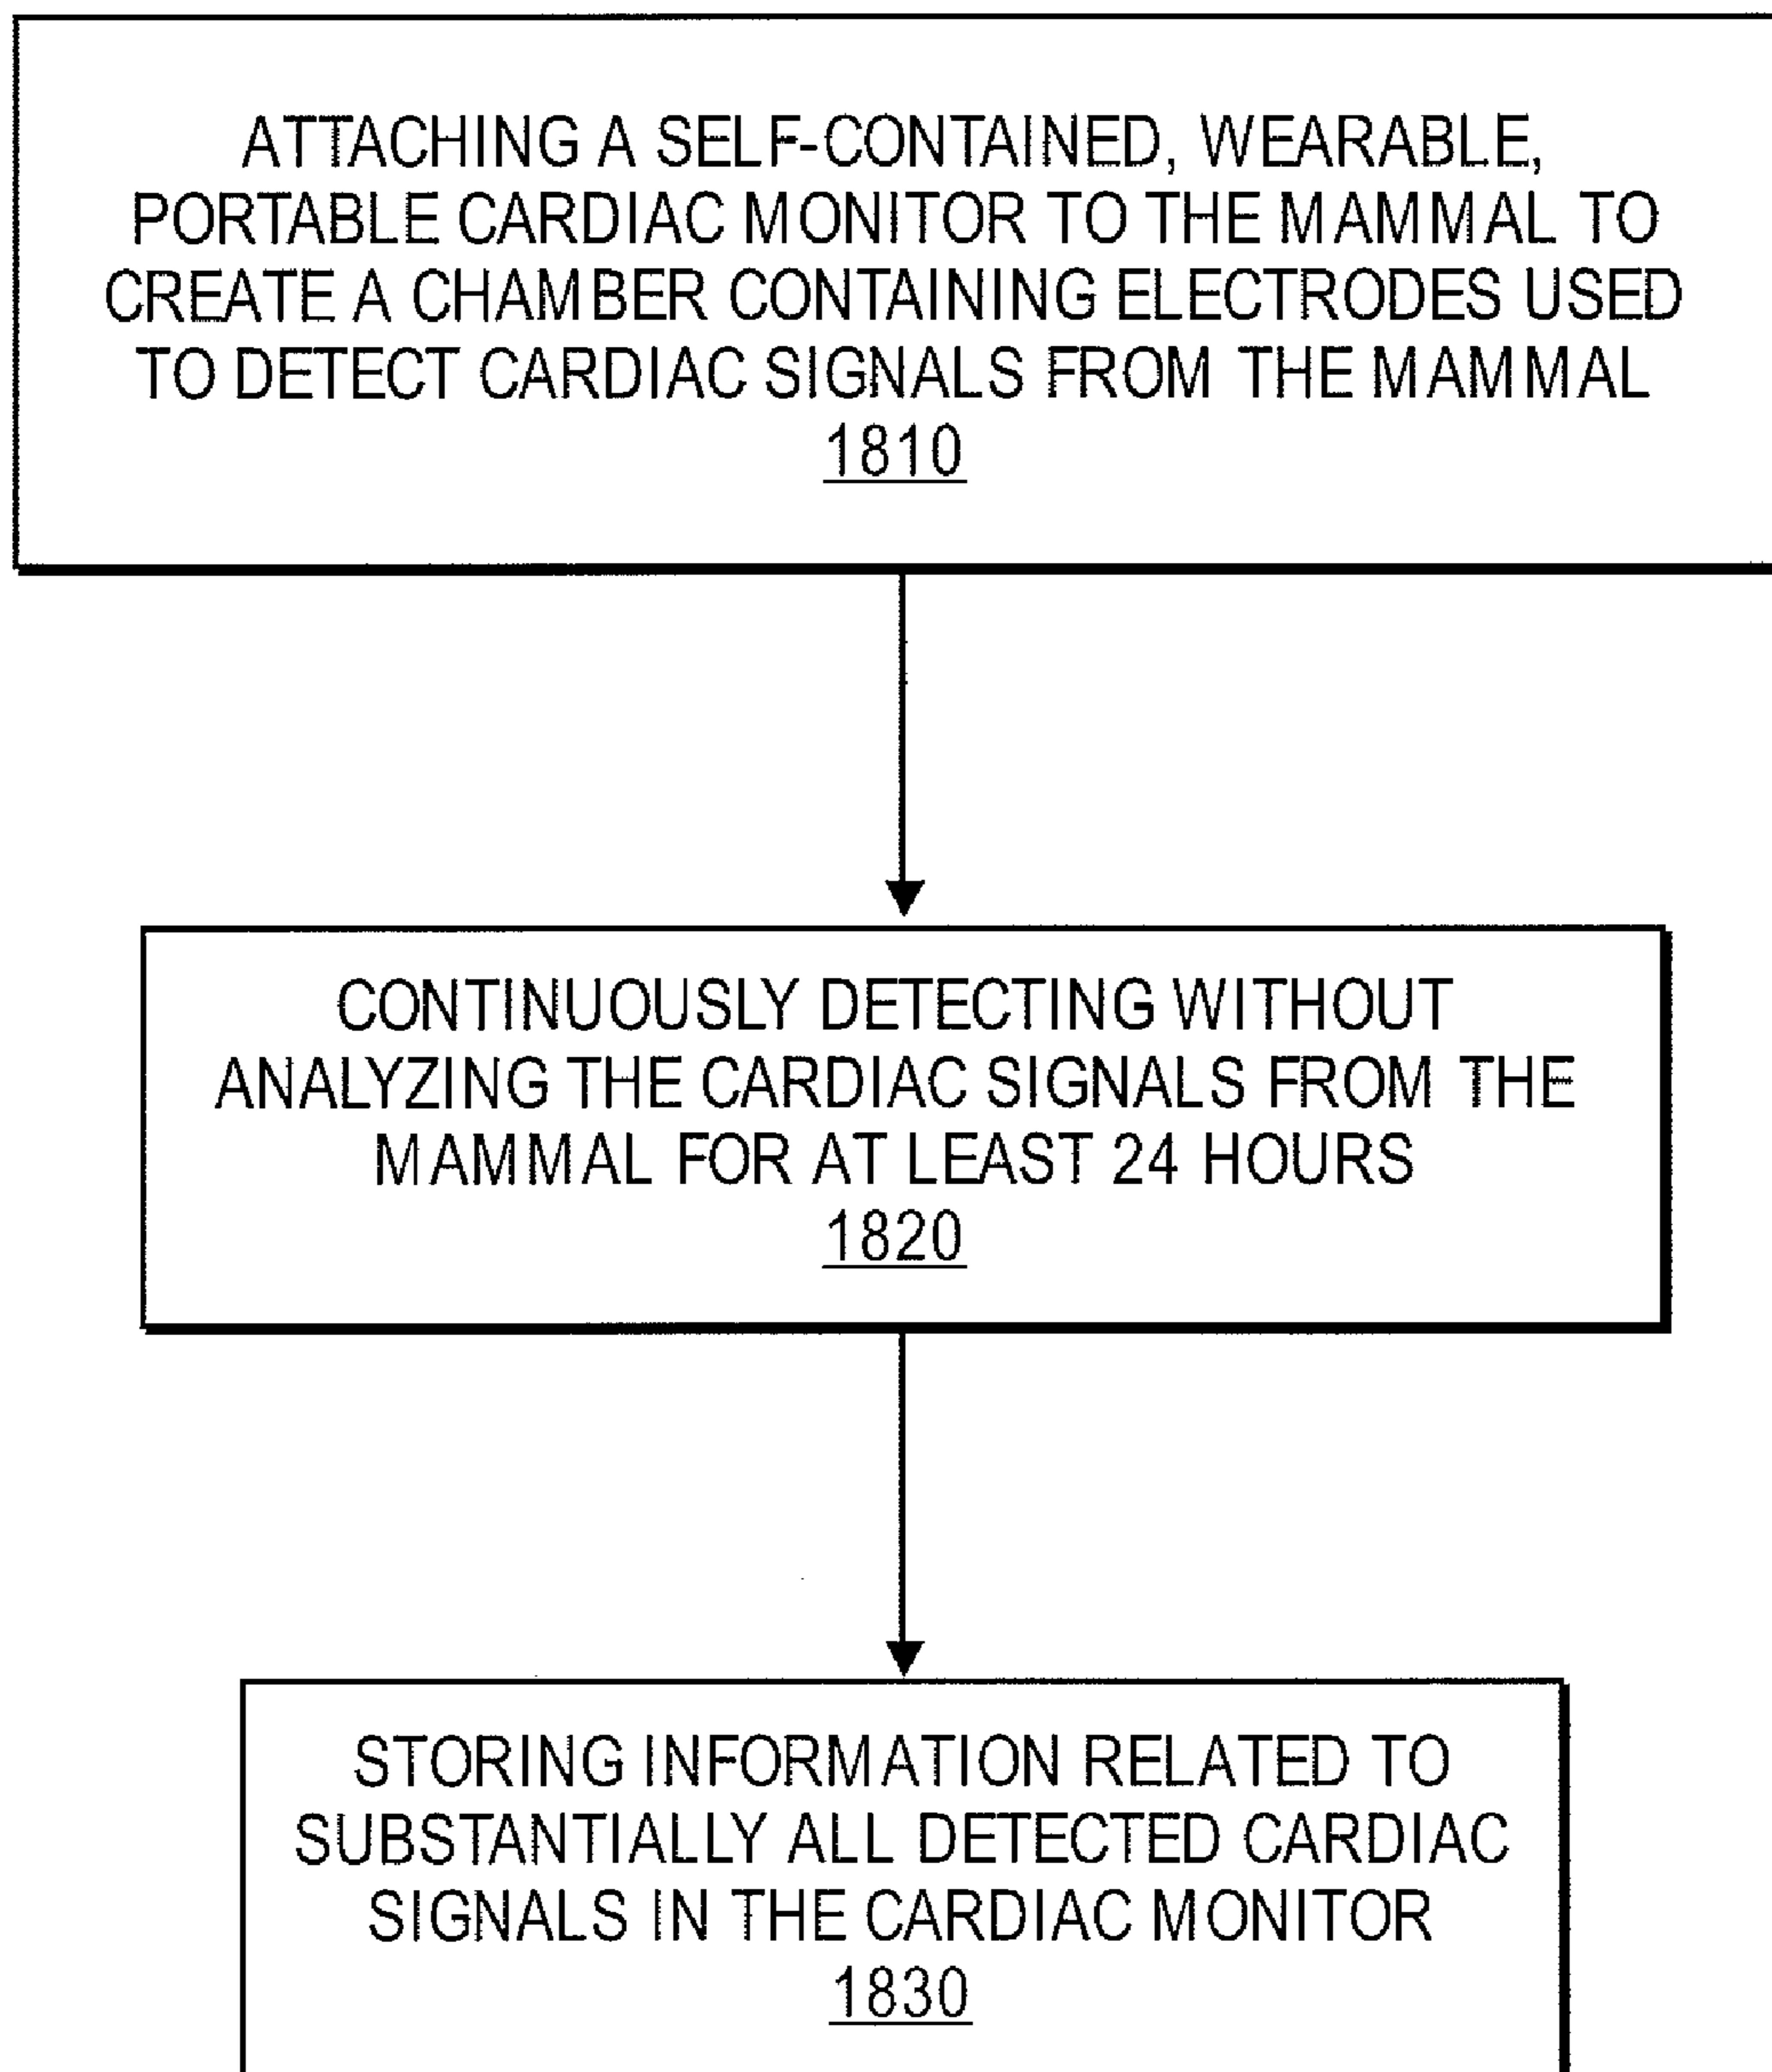 ATTACHING A SELF-CONTAINED, WEARABLE,
PORTABLE CARDIAC MONITOR TO THE MAMMAL TO
CREATE A CHAMBER CONTAINING ELECTRODES USED
TO DETECT CARDIAC SIGNALS FROM THE MAMMAL
1810
CONTINUOUSLY DETECTING WITHOUT
ANALYZING THE CARDIAC SIGNALS FROM THE
MAMMAL FOR AT LEAST 24 HOURS
1820
STORING INFORMATION RELATED TO
SUBSTANTIALLY ALL DETECTED CARDIAC
SIGNALS IN THE CARDIAC MONITOR
1830